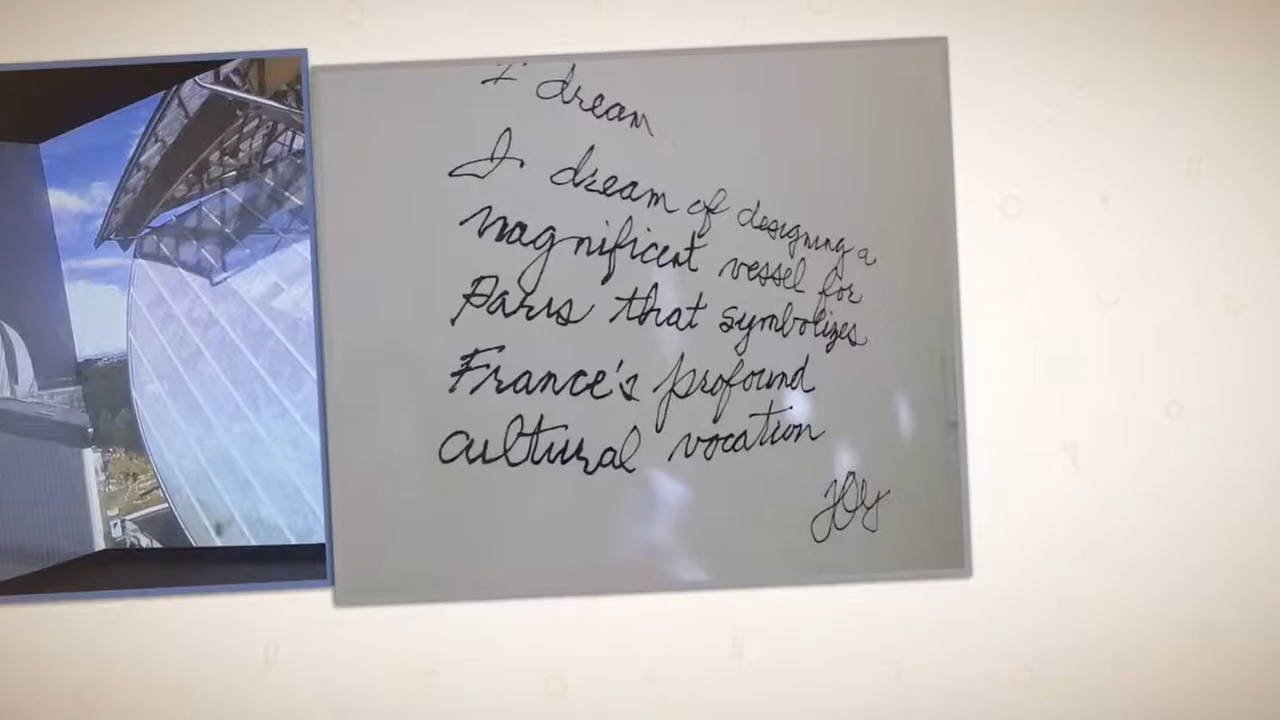 I dream
I dream of designing a
magnificent vessel for
Paris that symbolizes
France's profound
cultural vocation